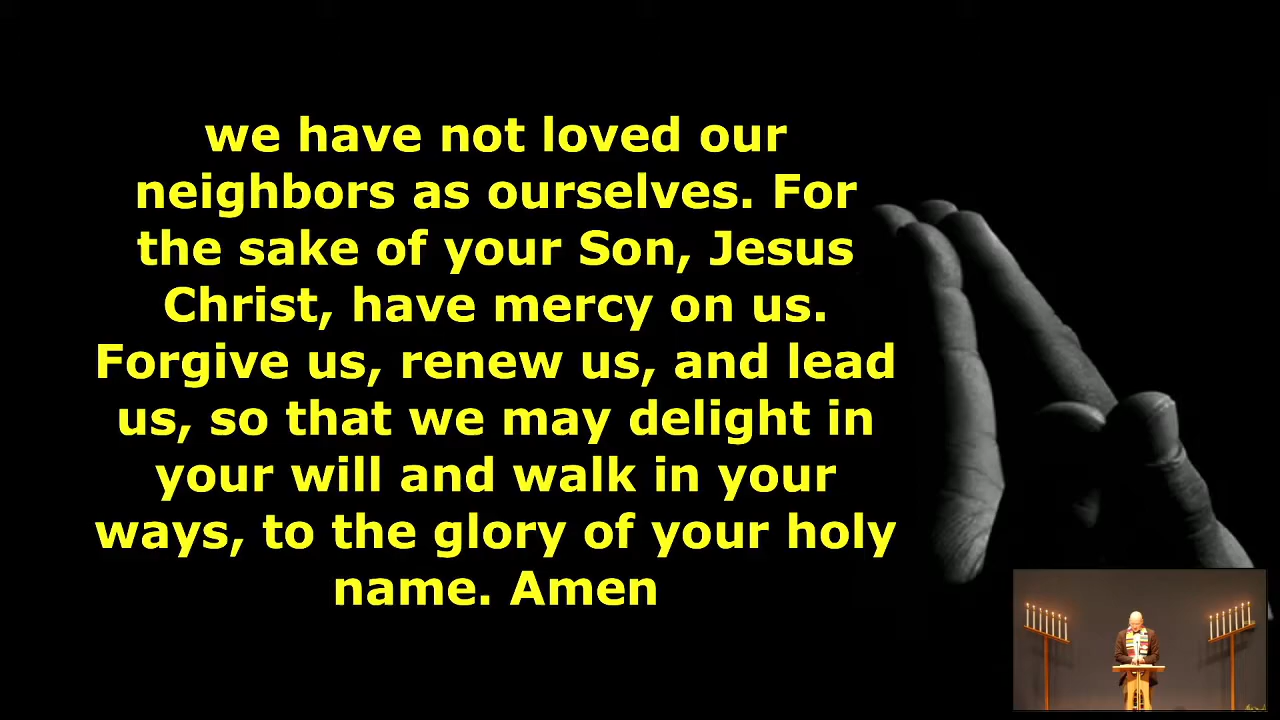 we have not loved our
neighbors as ourselves. For
the sake of your Son, Jesus
Christ, have mercy on us.
Forgive us, renew us, and lead
us, so that we may delight in
your will and walk in your
ways, to the glory of your holy
name. Amen